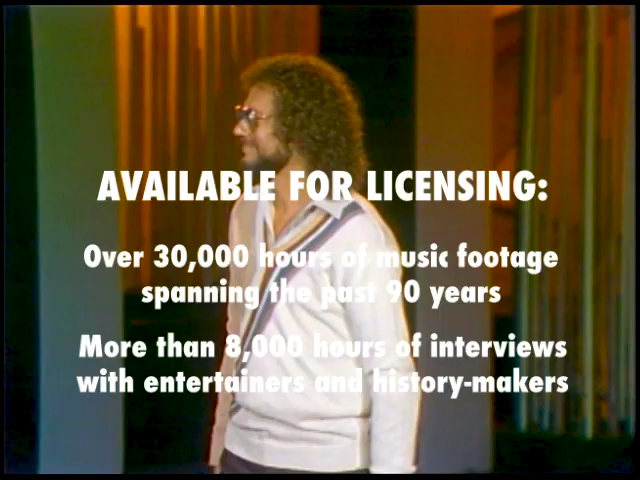 AVAILABLE FOR LICENSING:
Over 30,000 hours of music footage
spanning the past 90 years
More than 8,000 hours of interviews
with entertainers and history-makers